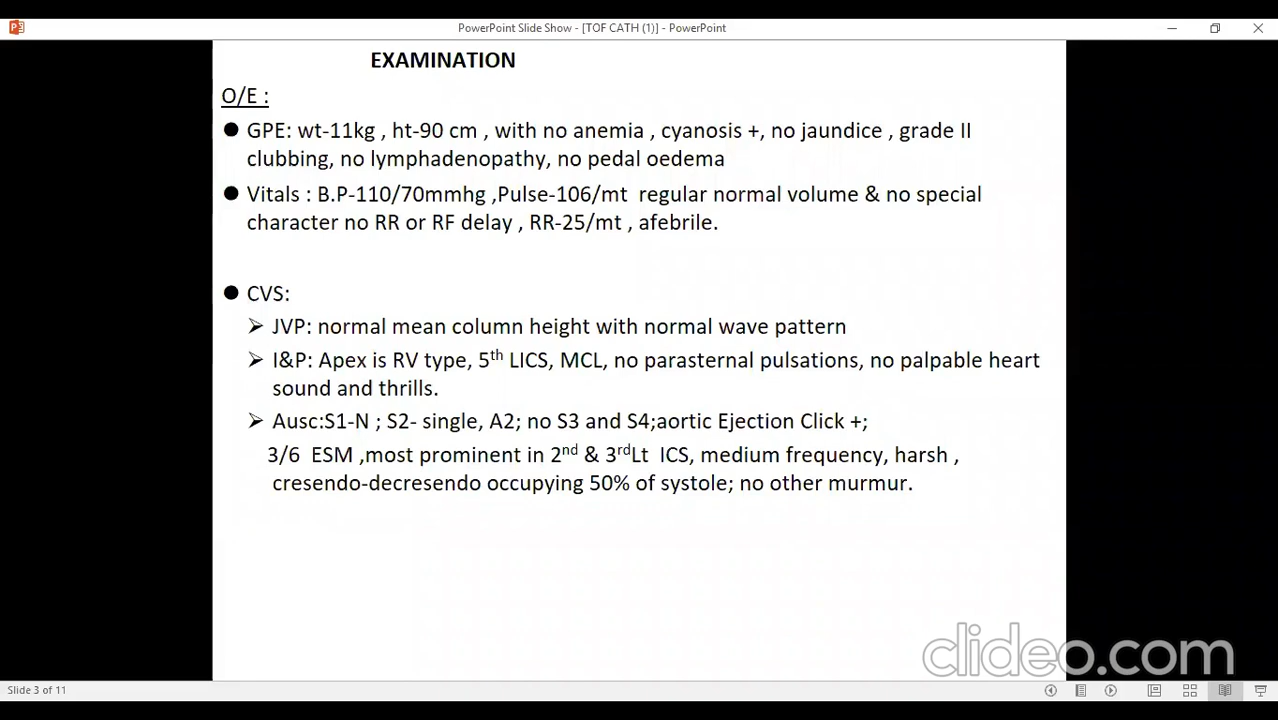 PowerPoint Slide Show - [TOF CATH (1)] - PowerPoint
EXAMINATION
O/E :
● GPE: wt-11kg , ht-90 cm , with no anemia , cyanosis +, no jaundice , grade II
clubbing, no lymphadenopathy, no pedal oedema
● Vitals : B.P-110/70mmhg ,Pulse-106/mt regular normal volume & no special
character no RR or RF delay , RR-25/mt , afebrile.
● CVS:
➢ JVP: normal mean column height with normal wave pattern
➢ I&P: Apex is RV type, 5th LICS, MCL, no parasternal pulsations, no palpable heart
sound and thrills.
➢ Ausc:S1-N ; S2- single, A2; no S3 and S4;aortic Ejection Click +;
3/6 ESM ,most prominent in 2nd & 3rdLt ICS, medium frequency, harsh ,
cresendo-decresendo occupying 50% of systole; no other murmur.
clideo.com
Slide 3 of 11